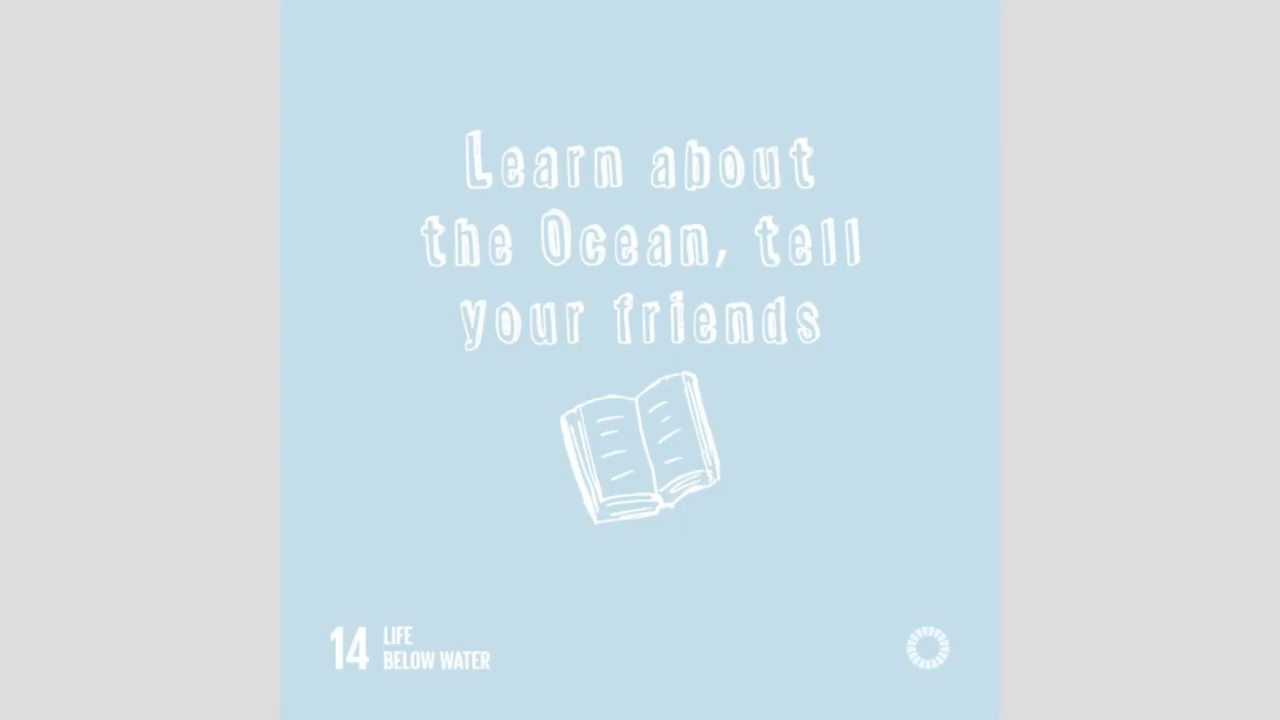 Learn about
the Ocean, tell
your friends
14 LIFE
BELOW WATER